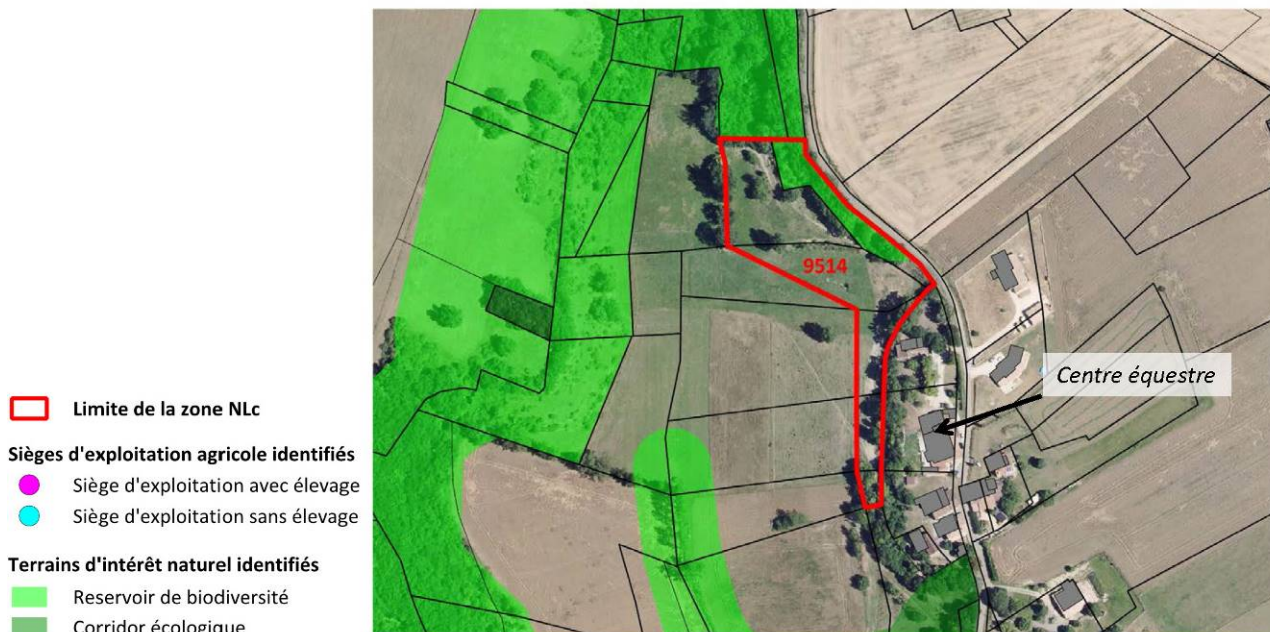 9514
Centre équestre
Limite de la zone NLc
Sièges d'exploitation agricole identifiés
Siège d'exploitation avec élevage
Siège d'exploitation sans élevage
Terrains d'intérêt naturel identifiés
Reservoir de biodiversité
Corridor écologique